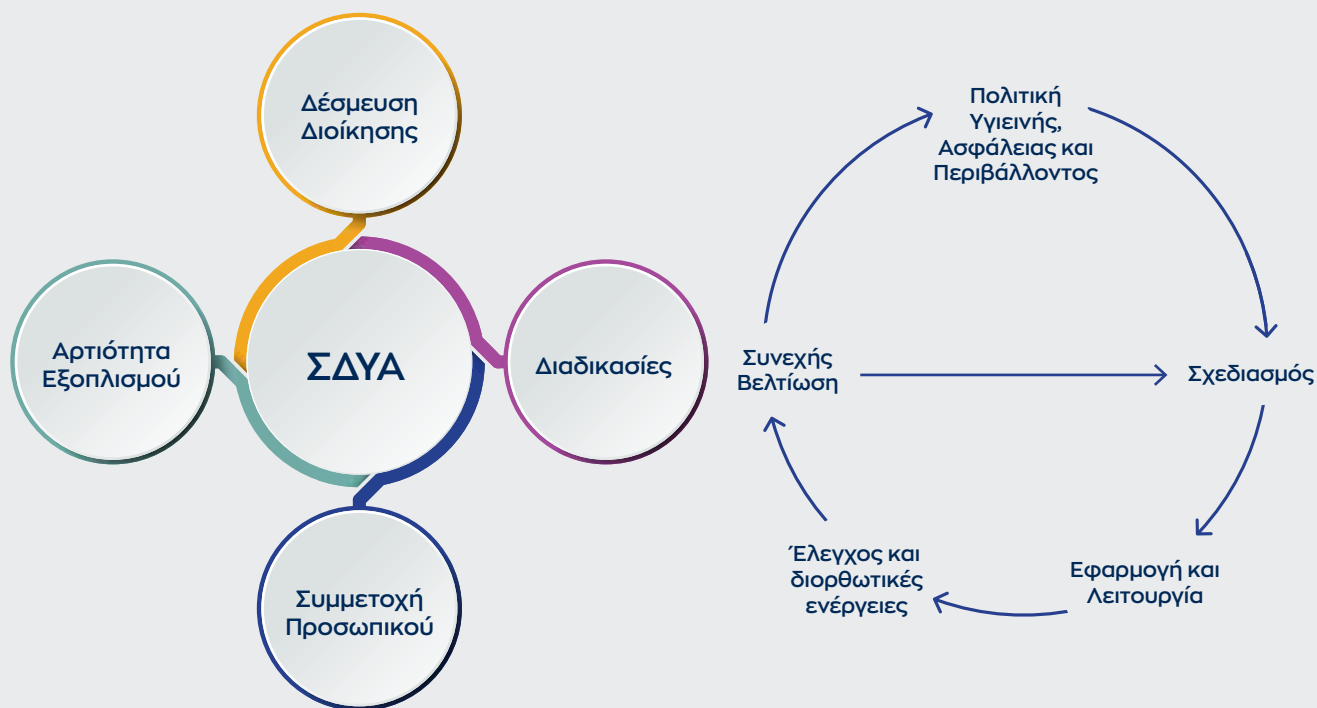 Δέσμευση
Διοίκησης
Αρτιότητα
Εξοπλισμού
ΣΔΥΑ
Διαδικασίες
Συμμετοχή
Προσωπικού
Πολιτική
Υγιεινής,
Ασφάλειας και
Περιβάλλοντος
Συνεχής
Βελτίωση
Σχεδιασμός
Έλεγχος και
διορθωτικές
ενέργειες
Εφαρμογή και
Λειτουργία